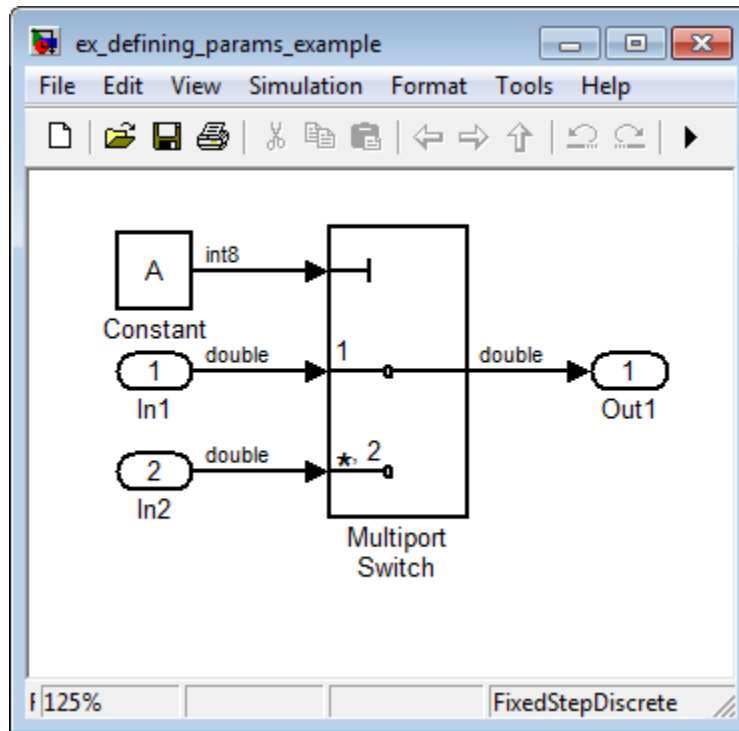 ex_defining_params_example
File Edit View Simulation Format Tools Help
A
int8
Constant
1
double
1
double
1
In1
Out1
2
double
*, 2
In2
Multiport
Switch
125%
FixedStepDiscrete